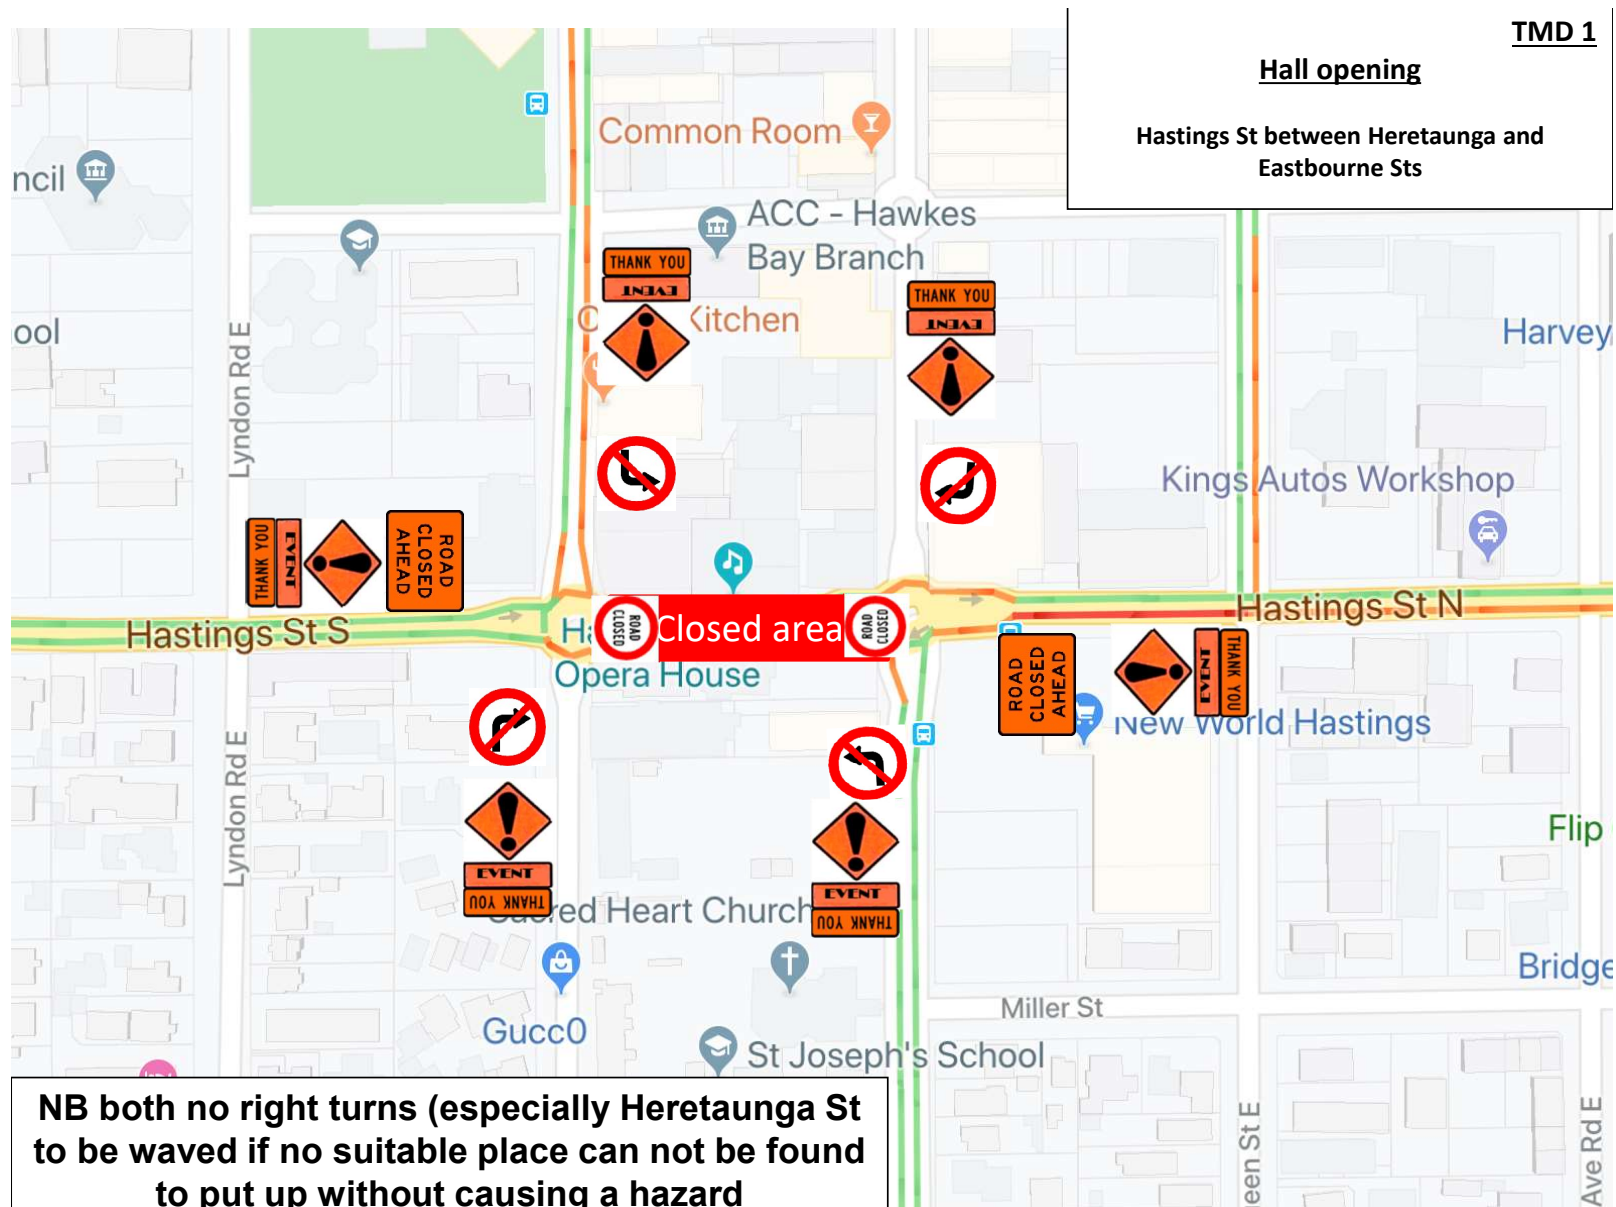 TMD 1
Hall opening
Hastings St between Heretaunga and
Eastbourne Sts
Common Room
ncil
ACC - Hawkes
Bay Branch
THANK YOU
EVENT
THANK YOU
EVENT
Kitchen
ool
Harvey
Lyndon Rd E
Kings Autos Workshop
THANK YOU
EVENT
ROAD
CLOSED
AHEAD
Hastings St S
ROAD
CLOSED
Closed area
ROAD
CLOSED
Hastings St N
Opera House
ROAD
CLOSED
AHEAD
EVENT
THANK YOU
New World Hastings
Lyndon Rd E
Flip
EVENT
THANK YOU
EVENT
THANK YOU
Sacred Heart Church
Bridge
Miller St
Gucc0
St Joseph's School
NB both no right turns (especially Heretaunga St
to be waved if no suitable place can not be found
to put up without causing a hazard
een St E
Ave Rd E